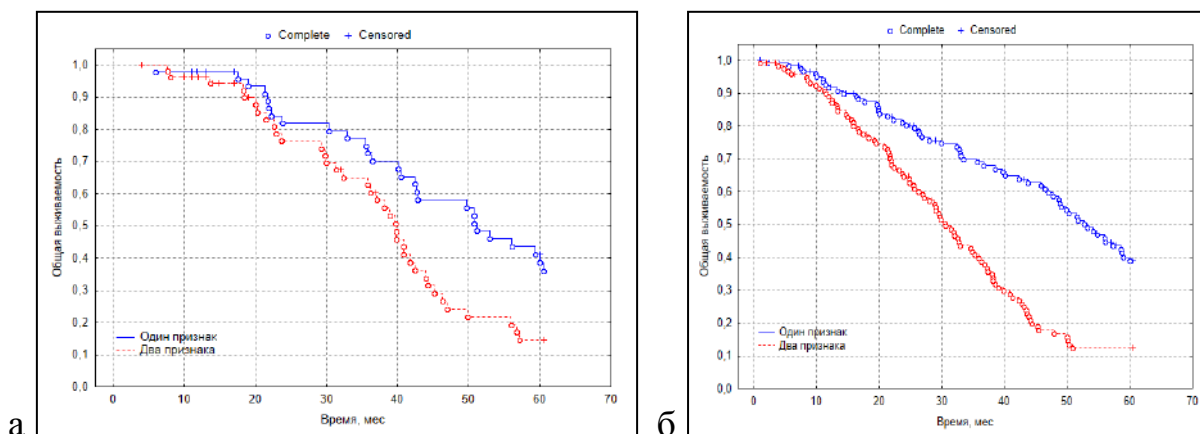 Complete Censored
1,0
0,9
0,8
0,7
0,6
0,5
0,4
0,3
0,2
0,1
0,0
Общая выживаемость
Один признак
Два признака
0 10 20 30 40 50 60 70
Время, мес
а
Complete Censored
1,0
0,9
0,8
0,7
0,6
0,5
0,4
0,3
0,2
0,1
0,0
Общая выживаемость
Один признак
Два признака
0 10 20 30 40 50 60 70
Время, мес
б